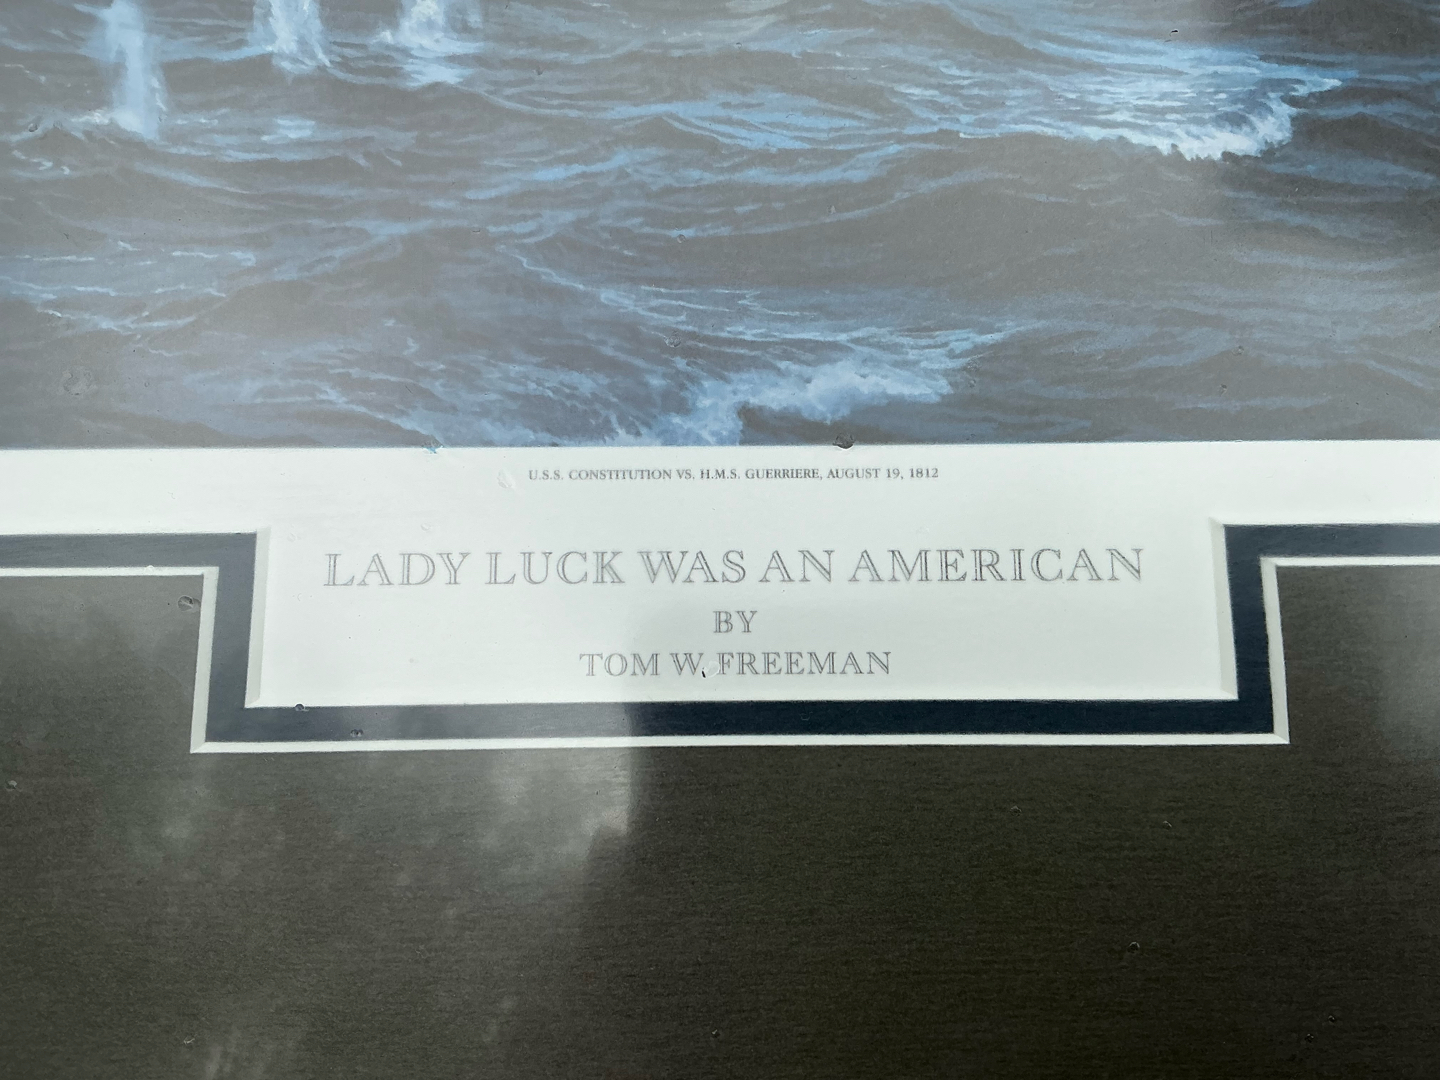 U.S.S. CONSTITUTION VS. H.M.S. GUERRIERE, AUGUST 19, 1812
LADY LUCK WAS AN AMERICAN
BY
TOM W. FREEMAN